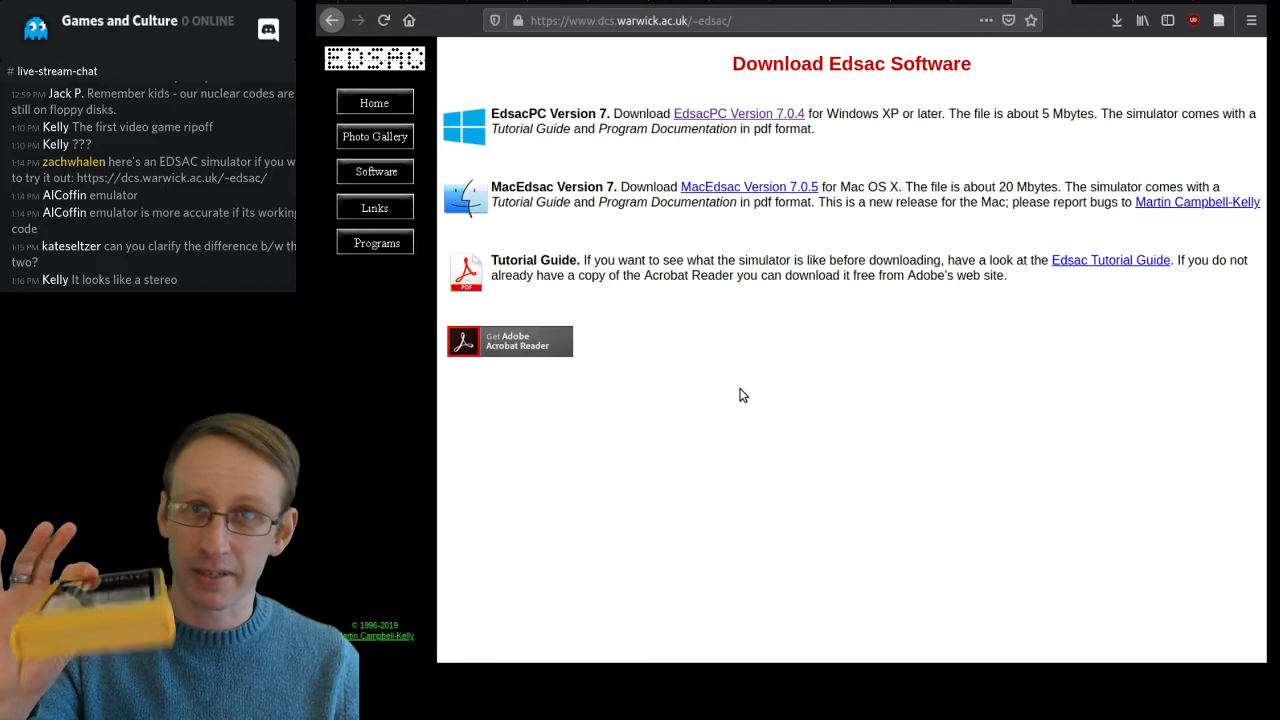 Games and Culture 0 ONLINE
# live-stream-chat
12:59 PM Jack P. Remember kids - our nuclear codes are
still on floppy disks.
1:10 PM Kelly The first video game ripoff
1:10 PM Kelly ???
1:14 PM zachwhalen here's an EDSAC simulator if you w
to try it out: https://dcs.warwick.ac.uk/~edsac/
1:14 PM AlCoffin emulator
1:14 PM AlCoffin emulator is more accurate if its working
code
1:15 PM kateseltzer can you clarify the difference b/w th
two?
1:16 PM Kelly It looks like a stereo
https://www.dcs.warwick.ac.uk/~edsac/
EDSAC
Home
Photo Gallery
Software
Links
Programs
© 1996-2019
Martin Campbell-Kelly
Download Edsac Software
EdsacPC Version 7. Download EdsacPC Version 7.0.4 for Windows XP or later. The file is about 5 Mbytes. The simulator comes with a
Tutorial Guide and Program Documentation in pdf format.
MacEdsac Version 7. Download MacEdsac Version 7.0.5 for Mac OS X. The file is about 20 Mbytes. The simulator comes with a
Tutorial Guide and Program Documentation in pdf format. This is a new release for the Mac; please report bugs to Martin Campbell-Kelly
Tutorial Guide. If you want to see what the simulator is like before downloading, have a look at the Edsac Tutorial Guide. If you do not
already have a copy of the Acrobat Reader you can download it free from Adobe's web site.
PDF
Get Adobe
Acrobat Reader